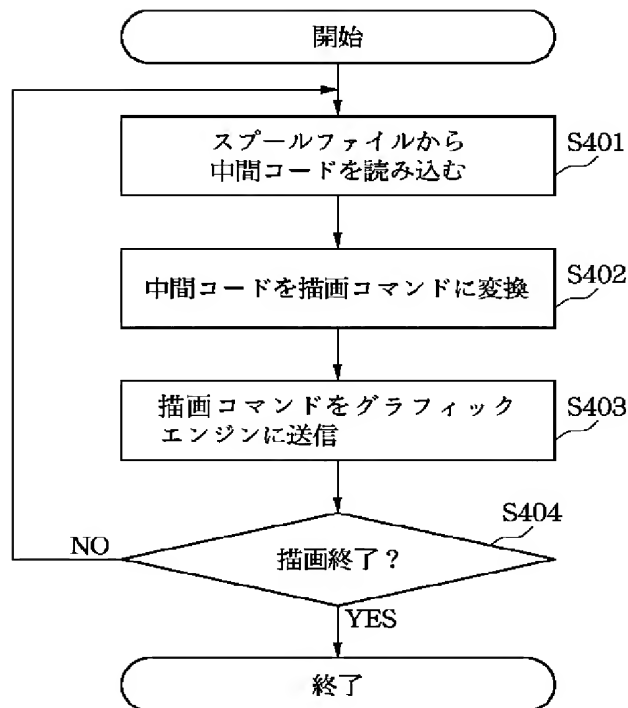 開始
スプールファイルから
中間コードを読み込む
S401
中間コードを描画コマンドに変換
S402
描画コマンドをグラフィック
エンジンに送信
S403
S404
描画終了?
NO
YES
終了